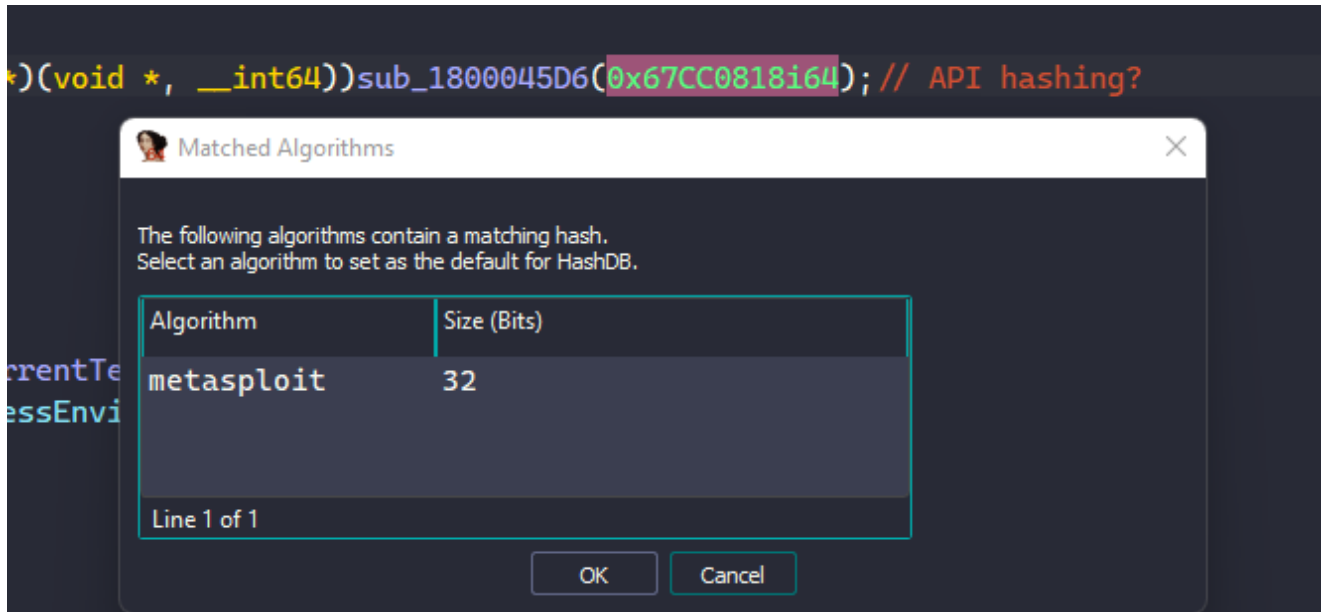 *)(void *, __int64))sub_1800045D6(0x67CC0818i64);// API hashing?
Matched Algorithms
The following algorithms contain a matching hash.
Select an algorithm to set as the default for HashDB.
Algorithm Size (Bits)
rrentTe
metasploit 32
essEnvi
Line 1 of 1
OK Cancel